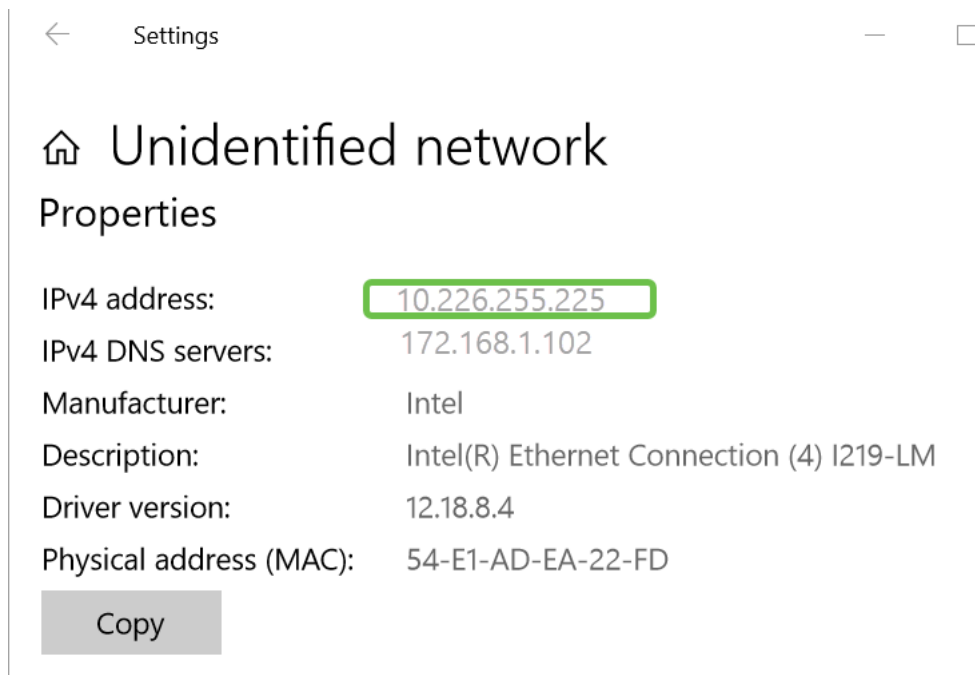 Settings
Unidentified network
Properties
IPv4 address: 10.226.255.225
IPv4 DNS servers: 172.168.1.102
Manufacturer: Intel
Description: Intel(R) Ethernet Connection (4) I219-LM
Driver version: 12.18.8.4
Physical address (MAC): 54-E1-AD-EA-22-FD
Copy